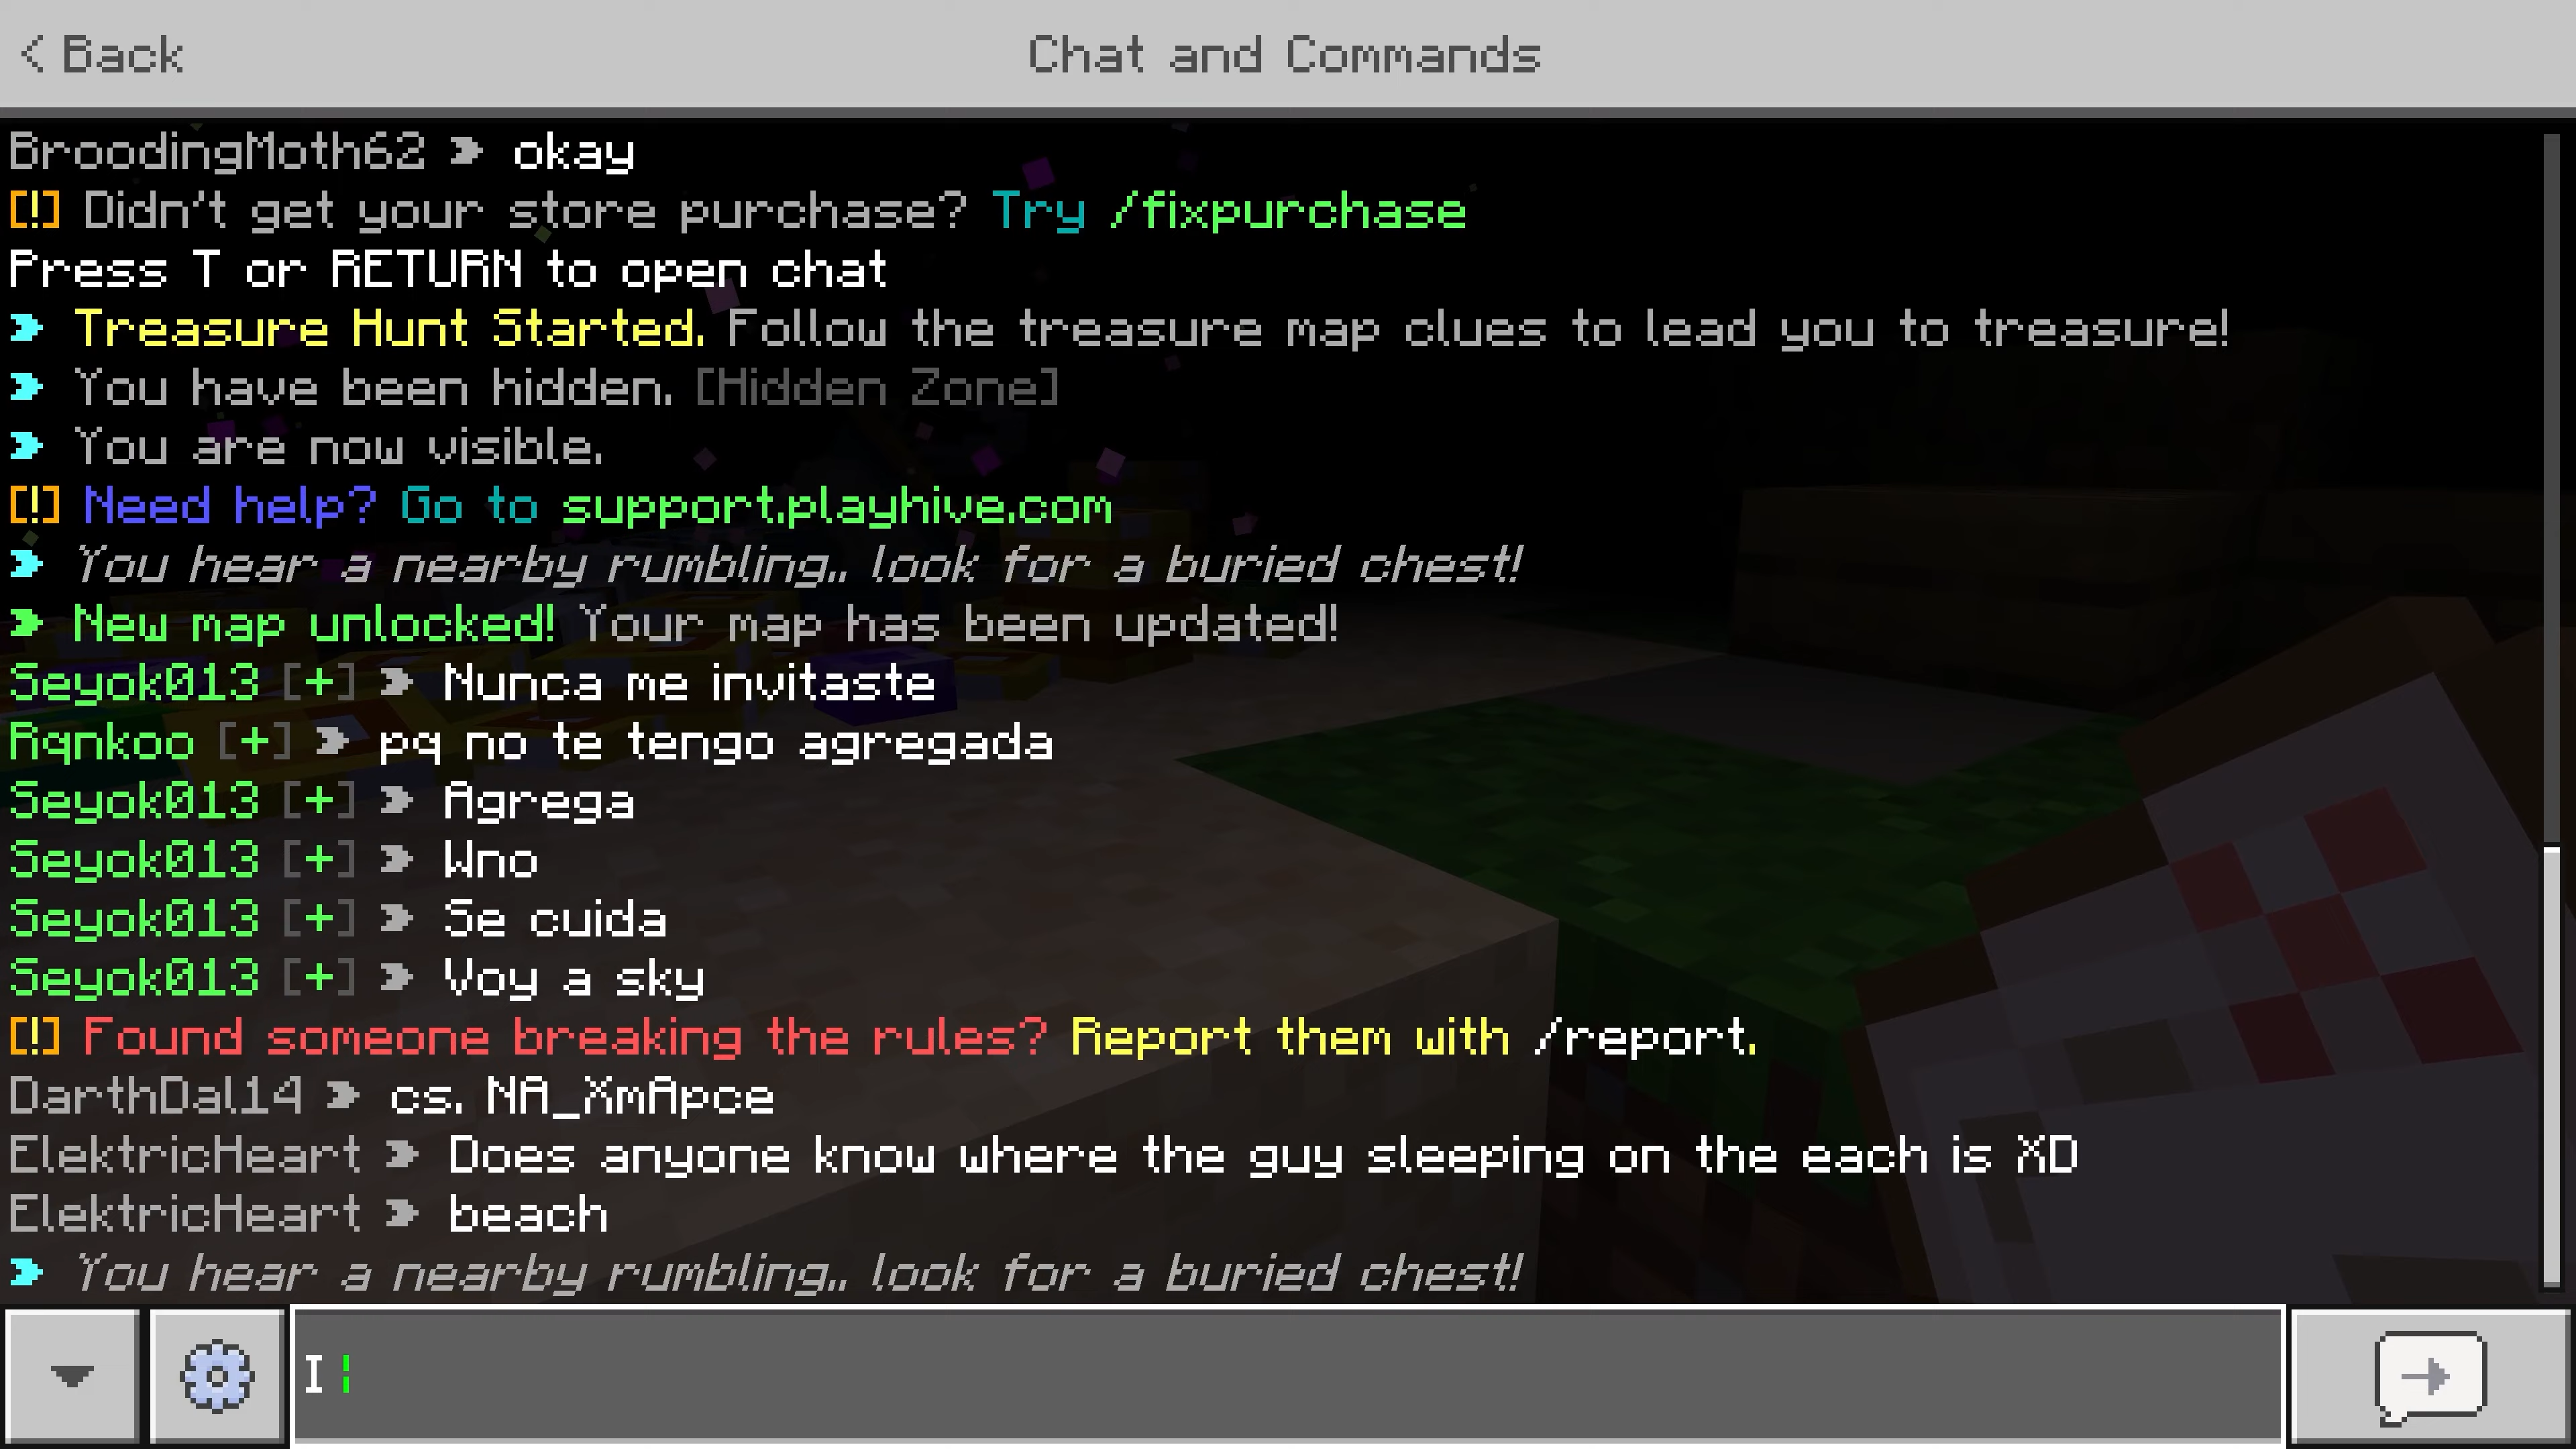 < Back
Chat and Commands
BroodingMoth62 » okay
[!] Didn't get your store purchase? Try /fixpurchase
Press T or RETURN to open chat
» Treasure Hunt Started. Follow the treasure map clues to lead you to treasure!
» You have been hidden. [Hidden Zone]
» You are now visible.
[!] Need help? Go to support.playhive.com
» You hear a nearby rumbling.. look for a buried chest!
» New map unlocked! Your map has been updated!
Seyok013 [+] » Nunca me invitaste
Rqnkoo [+] » pq no te tengo agregada
Seyok013 [+] » Agrega
Seyok013 [+] » Wno
Seyok013 [+] » Se cuida
Seyok013 [+] » Voy a sky
[!] Found someone breaking the rules? Report them with /report.
DarthDal14 » cs. NA_XmApce
ElektricHeart » Does anyone know where the guy sleeping on the each is XD
ElektricHeart » beach
» You hear a nearby rumbling.. look for a buried chest!
I